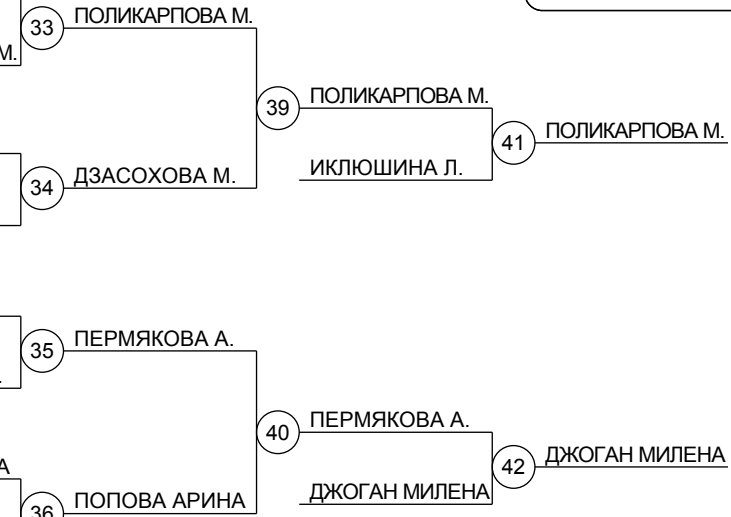 33 ПОЛИКАРПОВА М.
М.
39 ПОЛИКАРПОВА М.
41 ПОЛИКАРПОВА М.
ИКЛЮШИНА Л.
34 ДЗАСОХОВА М.
35 ПЕРМЯКОВА А.
40 ПЕРМЯКОВА А.
42 ДЖОГАН МИЛЕНА
А
ДЖОГАН МИЛЕНА
36 ПОПОВА АРИНА